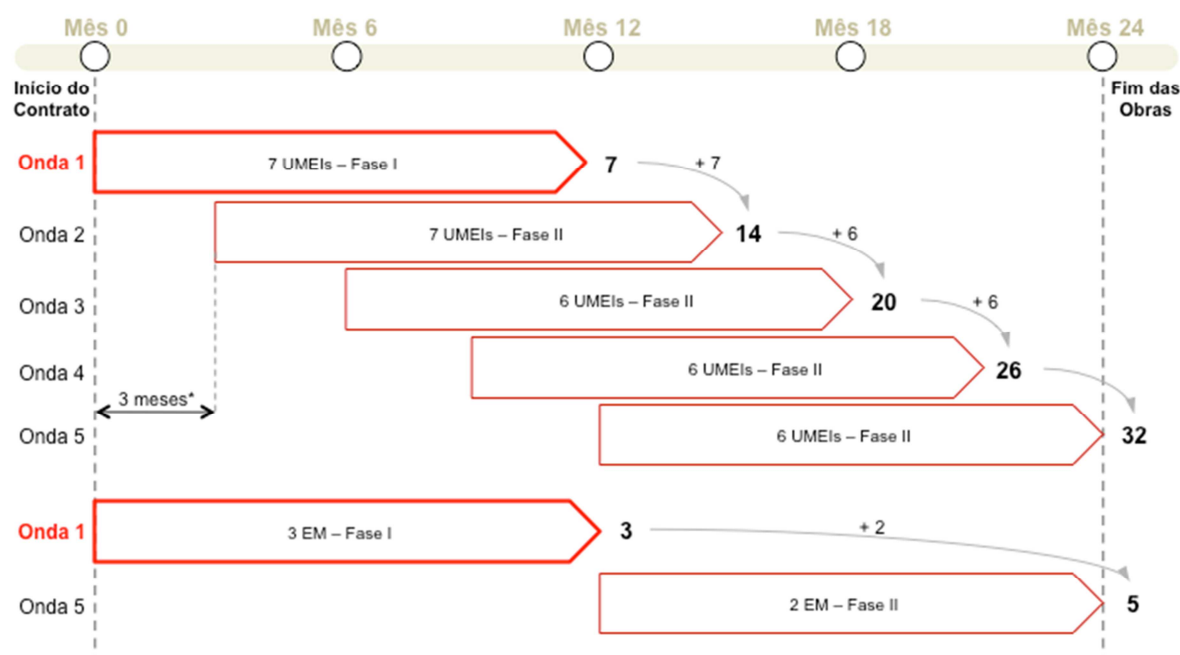 Mês 0
Mês 6
Mês 12
Mês 18
Mês 24
Início do
Contrato
Fim das
Obras
Onda 1
7 UMEIs – Fase I
7
+ 7
Onda 2
7 UMEIs – Fase II
14
+ 6
Onda 3
6 UMEIs – Fase II
20
+ 6
Onda 4
6 UMEIs – Fase II
26
3 meses*
Onda 5
6 UMEIs – Fase II
32
Onda 1
3 EM – Fase I
3
+ 2
Onda 5
2 EM – Fase II
5